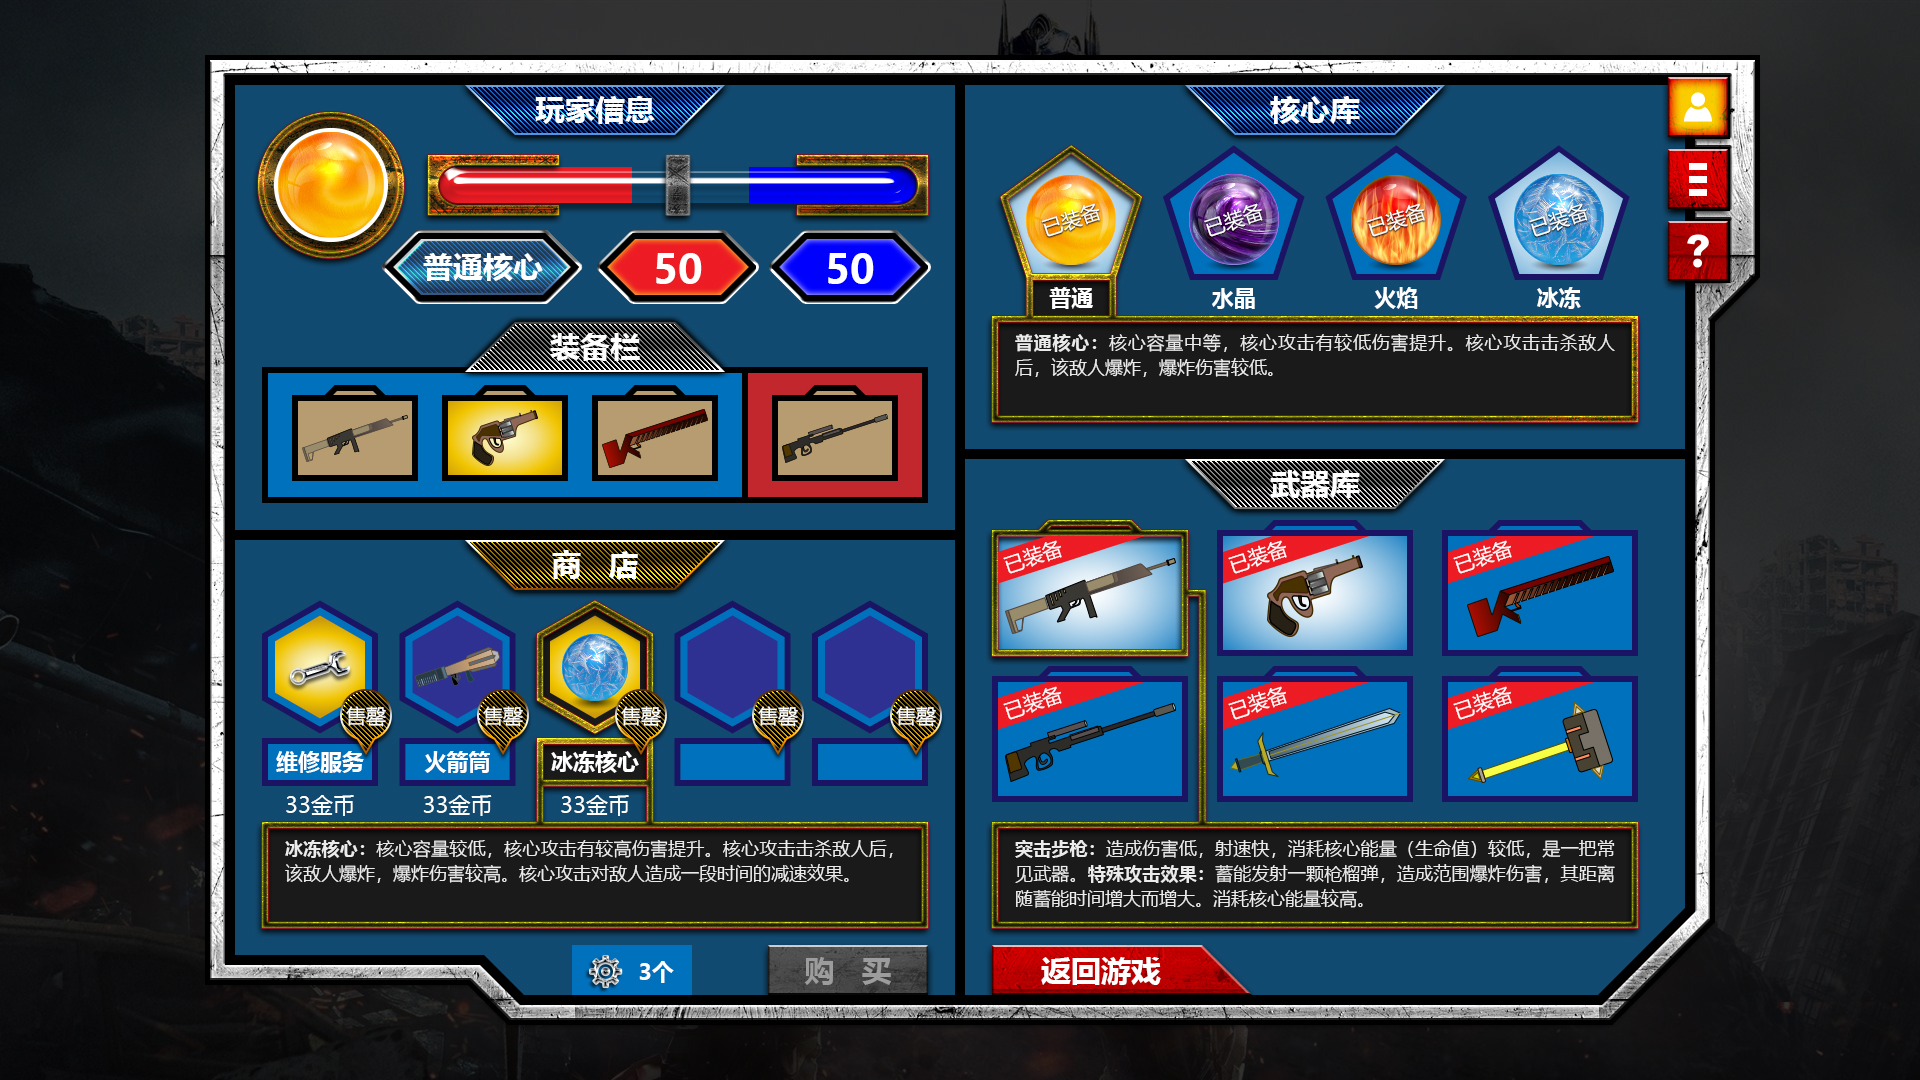 玩家信息
普通核心
50
50
装备栏
商 店
售罄
售罄
售罄
售罄
售罄
维修服务
火箭筒
冰冻核心
33金币
33金币
33金币
冰冻核心：核心容量较低，核心攻击有较高伤害提升。核心攻击击杀敌人后，
该敌人爆炸，爆炸伤害较高。核心攻击对敌人造成一段时间的减速效果。
3个
购 买
核心库
已装备
已装备
已装备
已装备
普通
水晶
火焰
冰冻
普通核心：核心容量中等，核心攻击有较低伤害提升。核心攻击击杀敌人
后，该敌人爆炸，爆炸伤害较低。
武器库
已装备
已装备
已装备
已装备
已装备
已装备
突击步枪：造成伤害低，射速快，消耗核心能量（生命值）较低，是一把常
见武器。特殊攻击效果：蓄能发射一颗枪榴弹，造成范围爆炸伤害，其距离
随蓄能时间增大而增大。消耗核心能量较高。
返回游戏
?